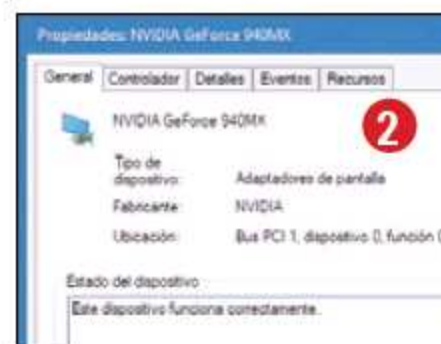 Propiedades: NVIDIA GeForce 940MX
General Controlador Detalles Eventos Recursos
2
NVIDIA GeForce 940MX
Tipo de
dispositivo: Adaptadores de pantalla
Fabricante: NVIDIA
Ubicación: Bus PCI 1, dispositivo 0, función 0
Estado del dispositivo
Este dispositivo funciona correctamente.